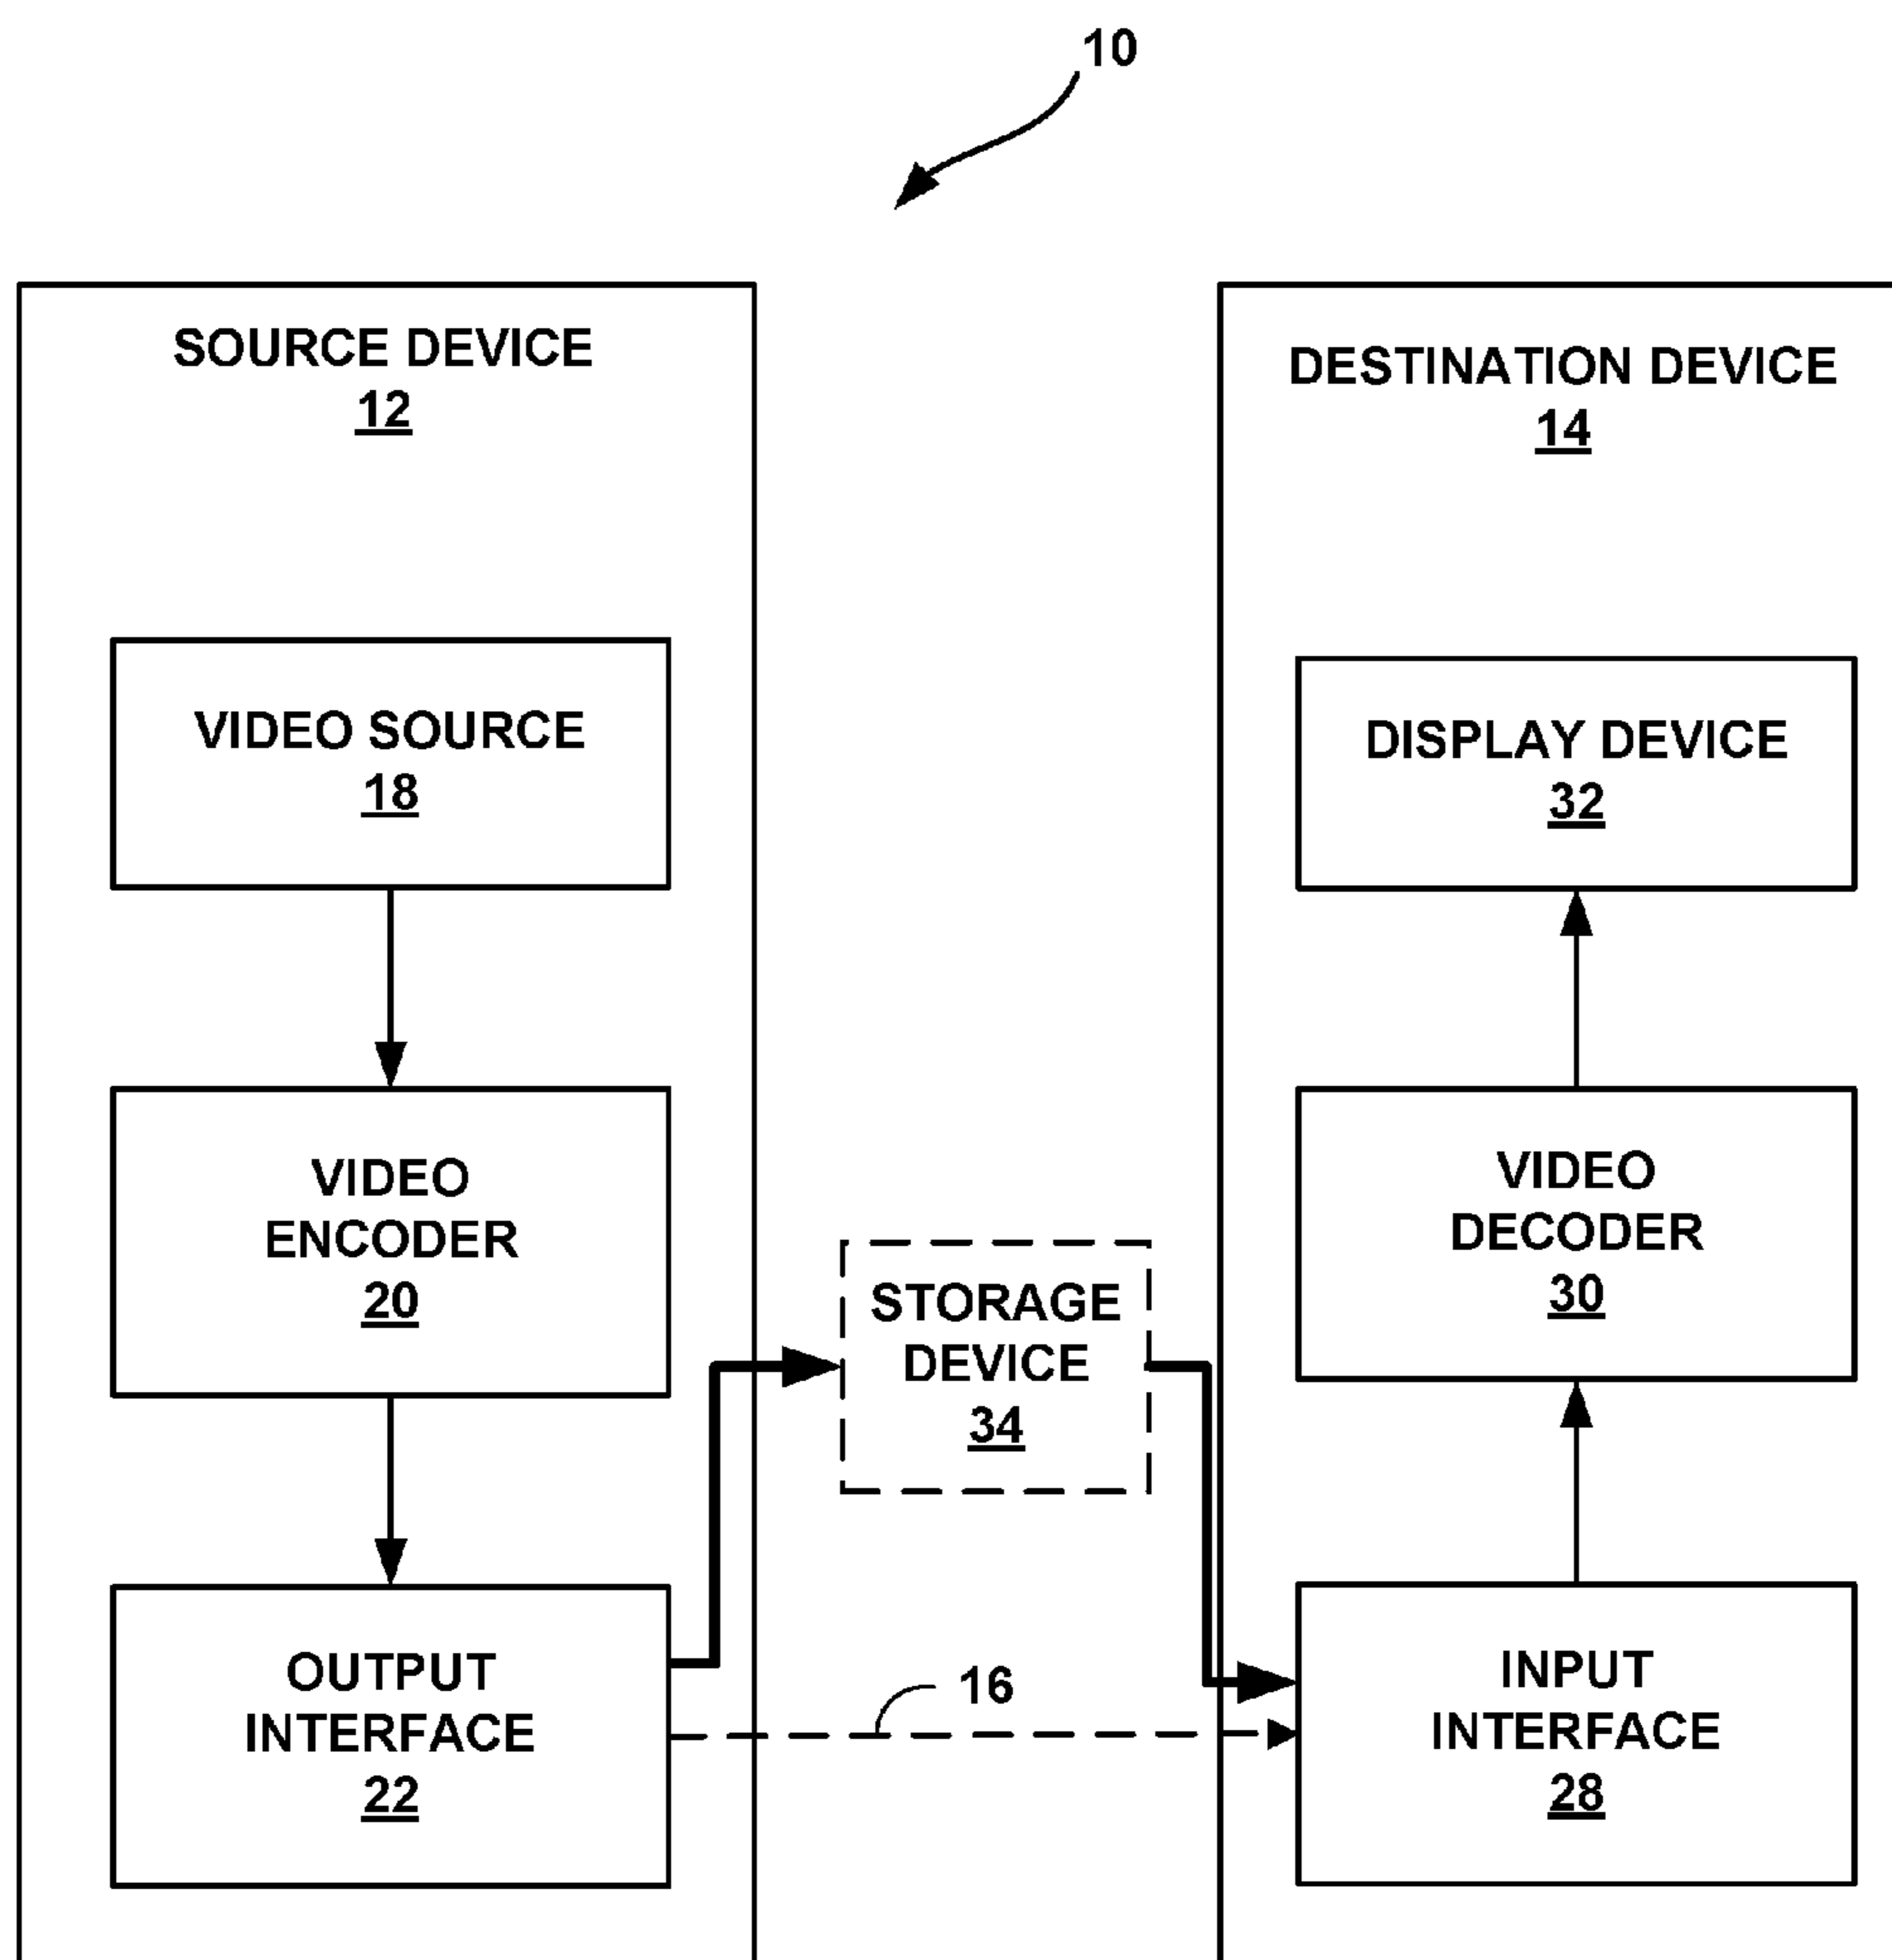 10
SOURCE DEVICE
12
VIDEO SOURCE
18
VIDEO
ENCODER
20
OUTPUT
INTERFACE
22
STORAGE
DEVICE
34
16
DESTINATION DEVICE
14
DISPLAY DEVICE
32
VIDEO
DECODER
30
INPUT
INTERFACE
28